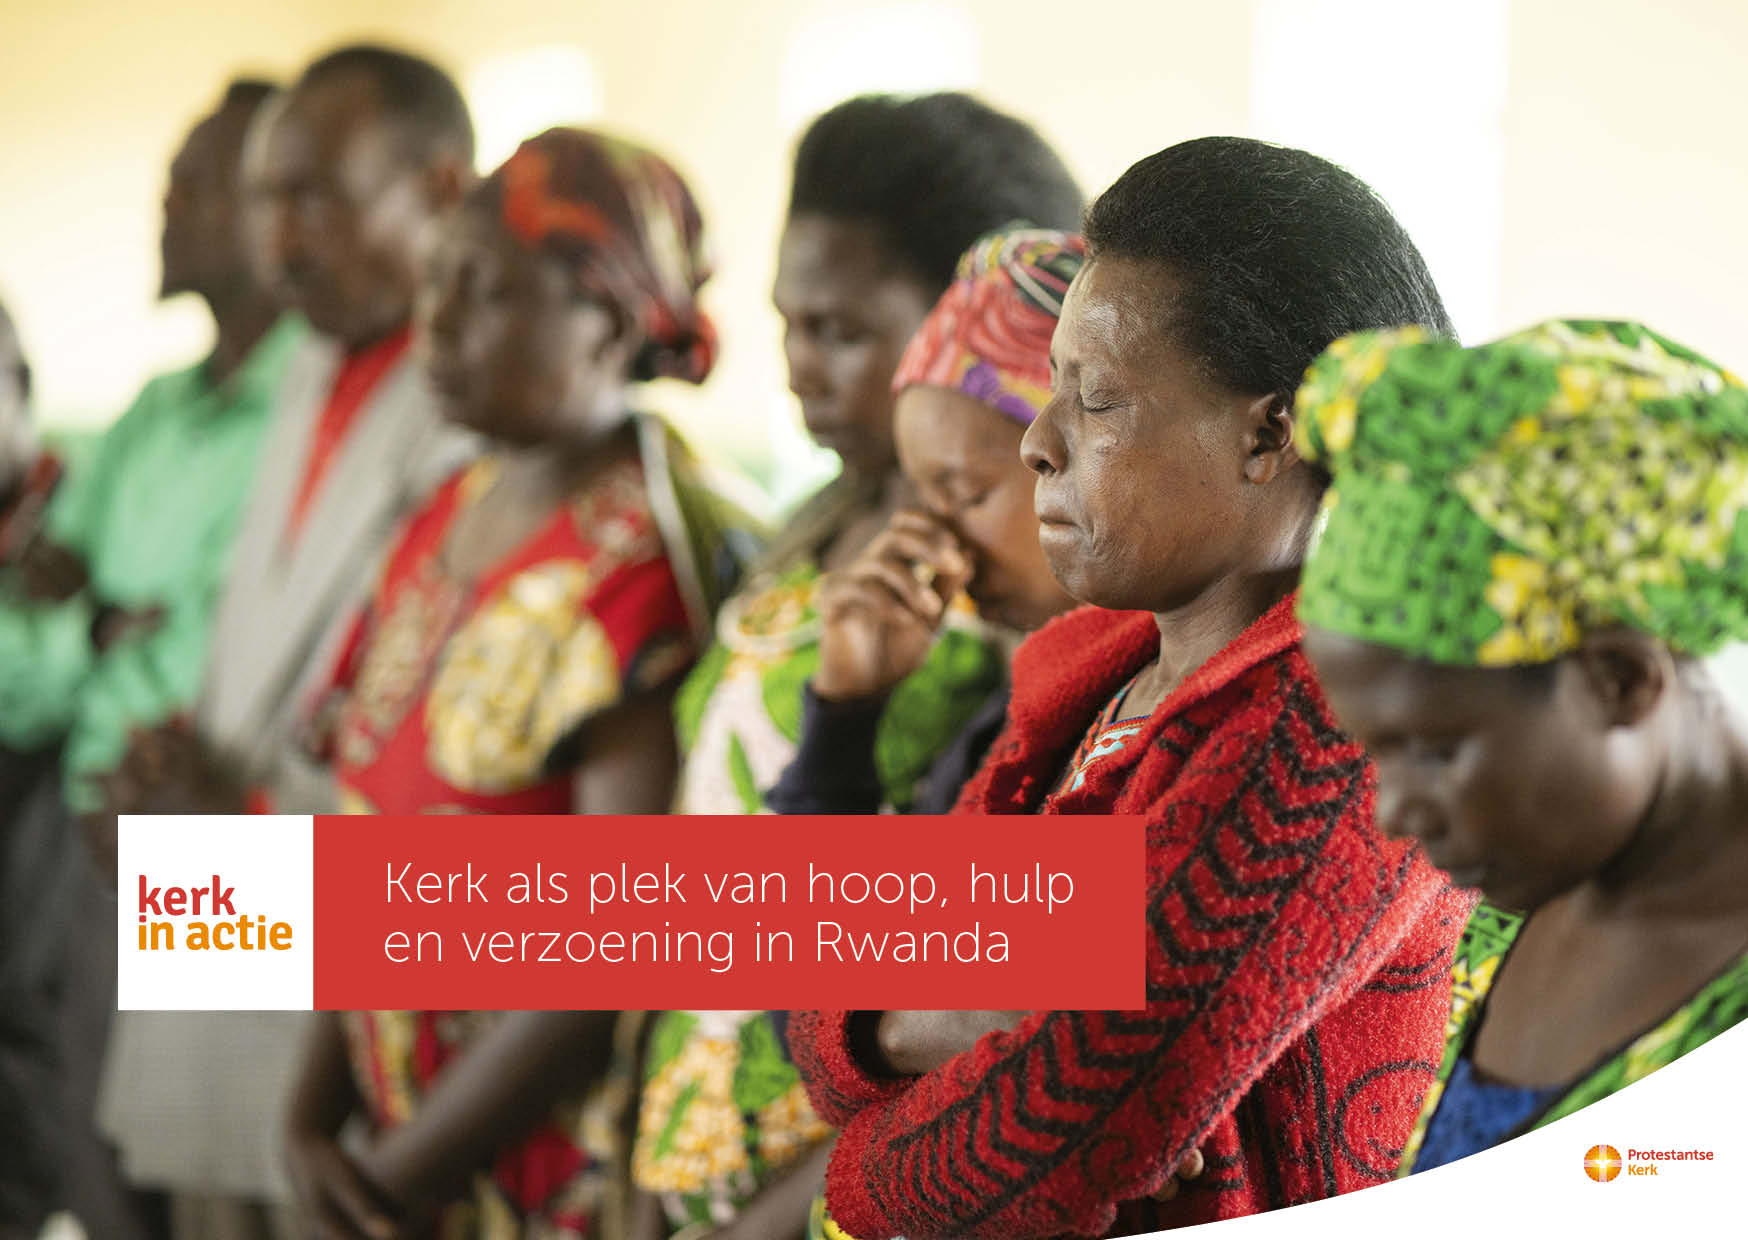 kerk
in actie
Kerk als plek van hoop, hulp
en verzoening in Rwanda
Protestantse
Kerk